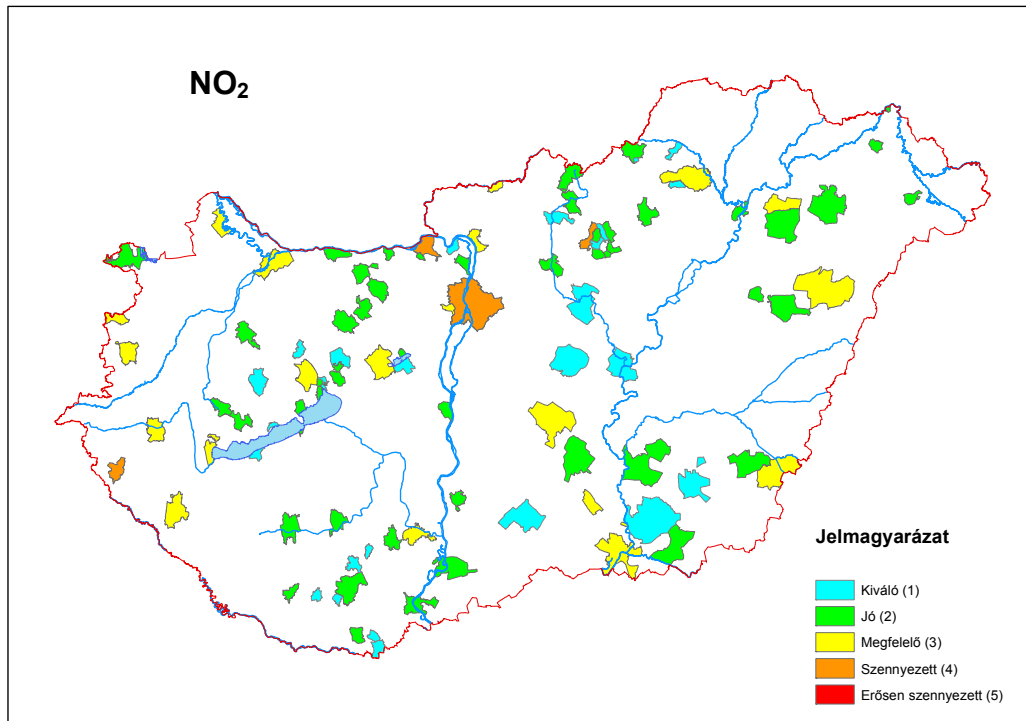 NO₂
Jelmagyarázat
Kiváló (1)
Jó (2)
Megfelelő (3)
Szennyezett (4)
Erősen szennyezett (5)